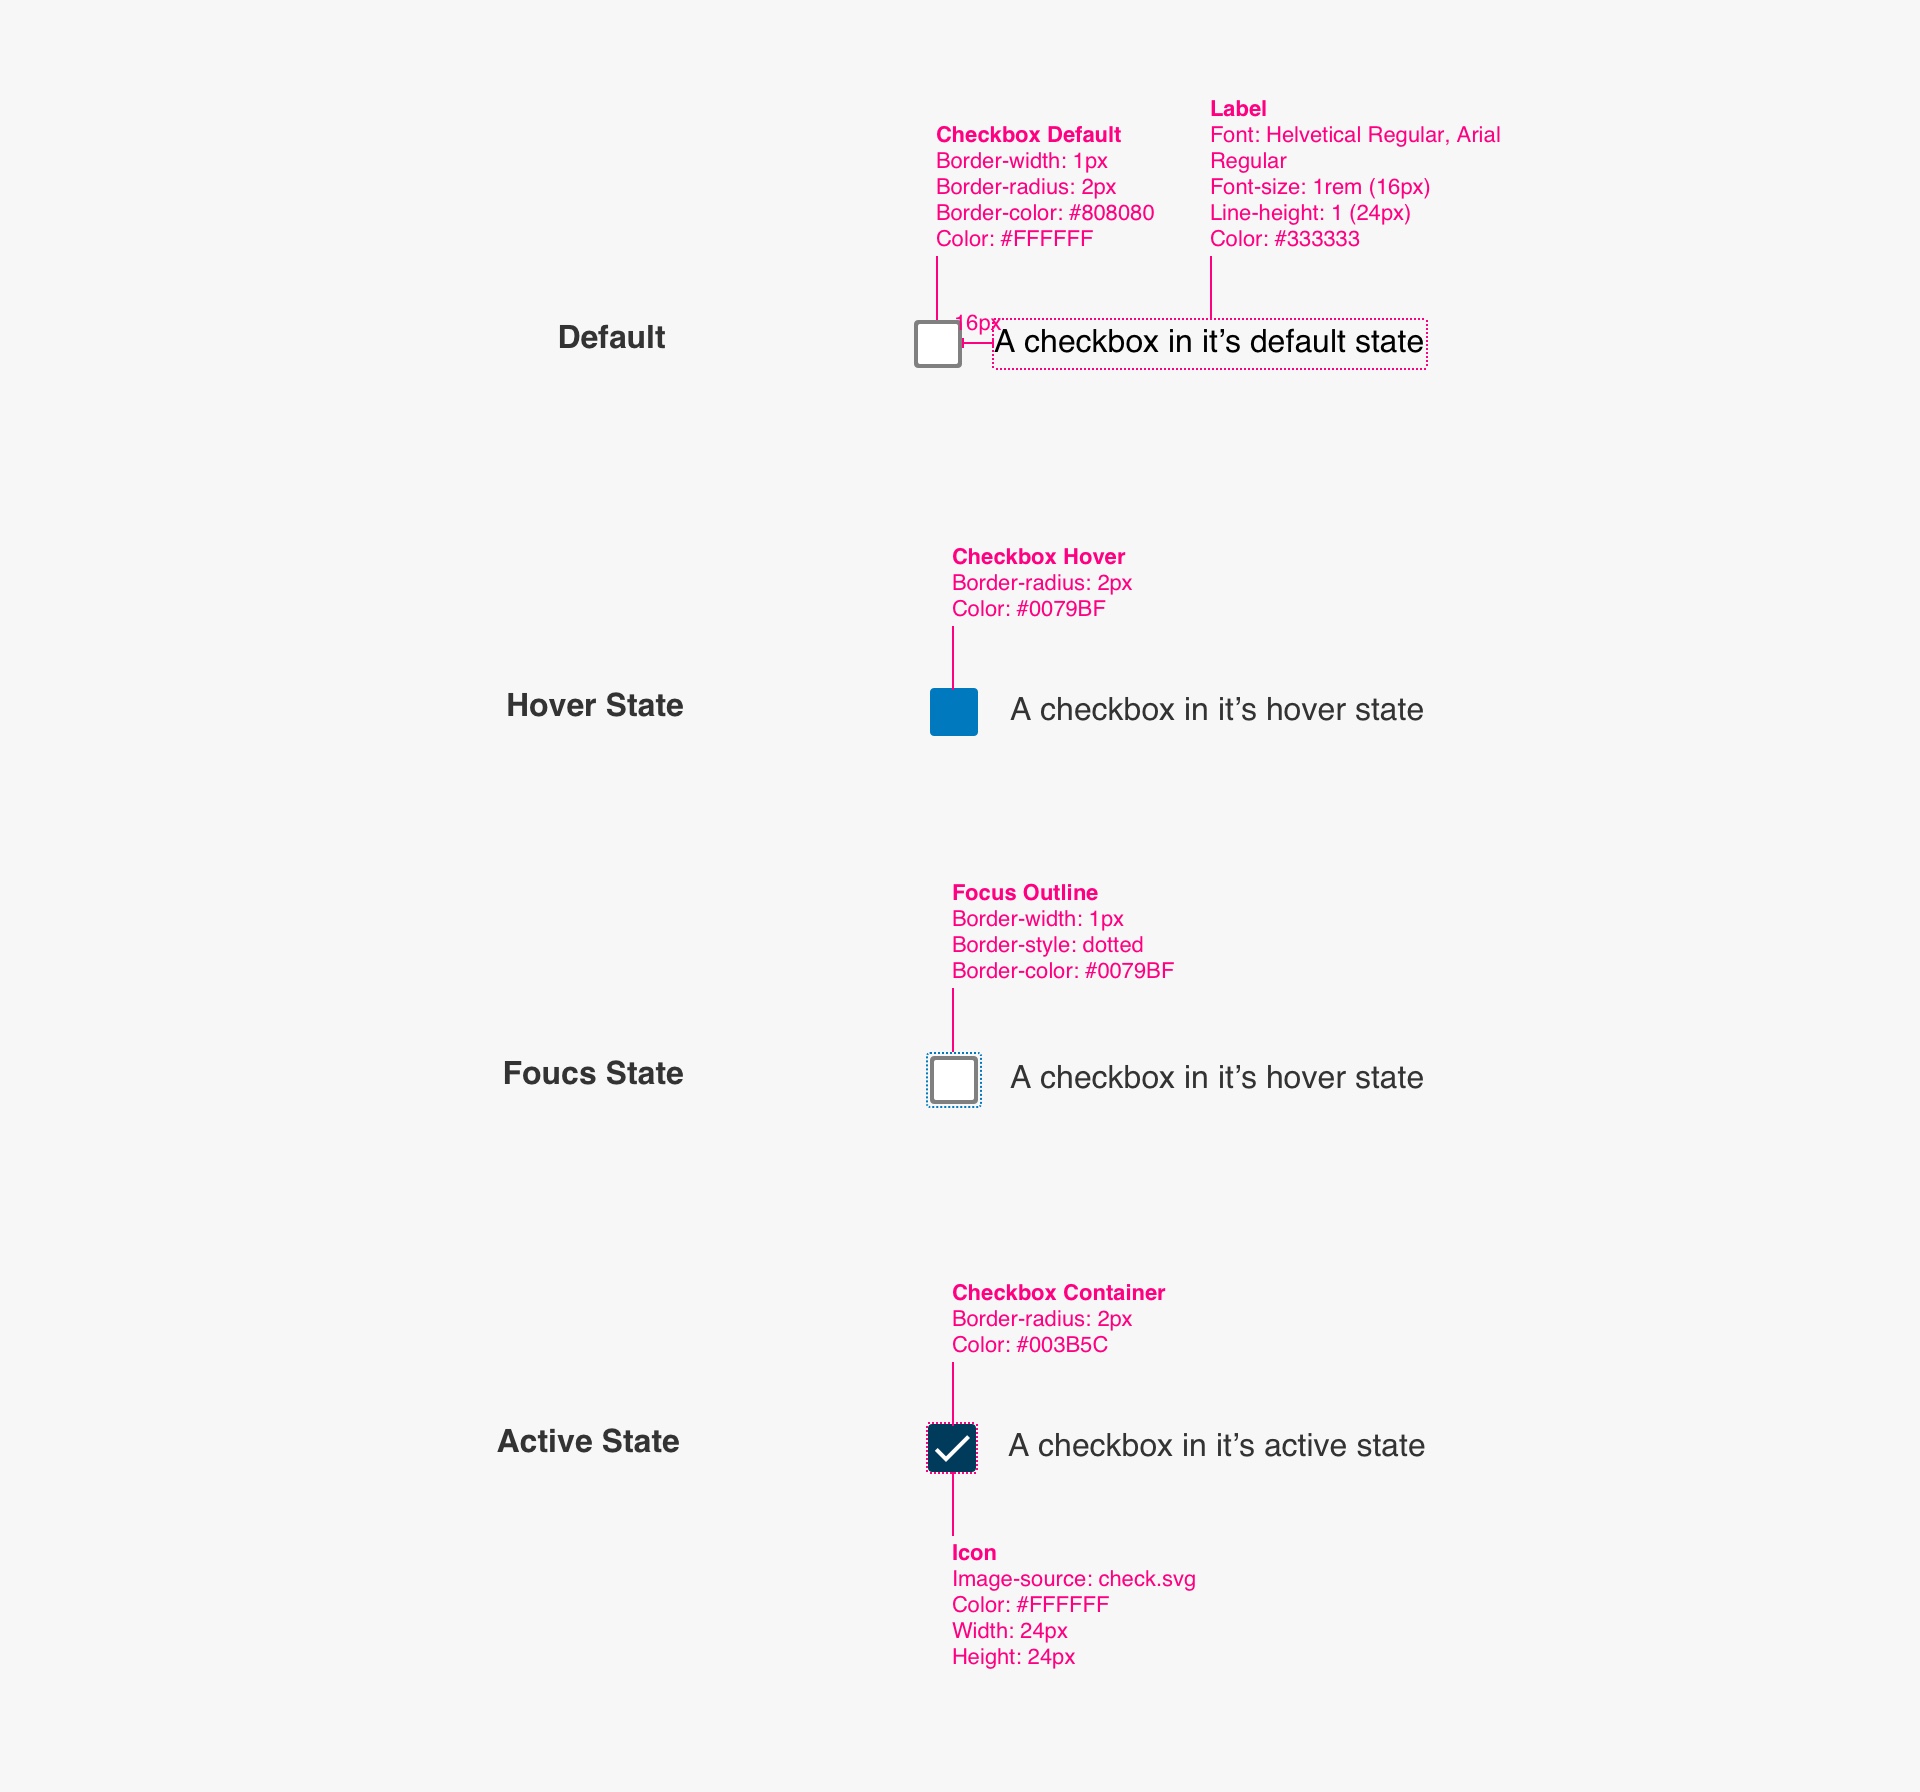 Label
Checkbox Default
Font: Helvetical Regular, Arial
Border-width: 1px
Regular
Border-radius: 2px
Font-size: 1rem (16px)
Border-color: #808080
Line-height: 1 (24px)
Color: #FFFFFF
Color: #333333
Default
16px
A checkbox in it’s default state
Checkbox Hover
Border-radius: 2px
Color: #0079BF
Hover State
A checkbox in it’s hover state
Focus Outline
Border-width: 1px
Border-style: dotted
Border-color: #0079BF
Foucs State
A checkbox in it’s hover state
Checkbox Container
Border-radius: 2px
Color: #003B5C
Active State
A checkbox in it’s active state
Icon
Image-source: check.svg
Color: #FFFFFF
Width: 24px
Height: 24px